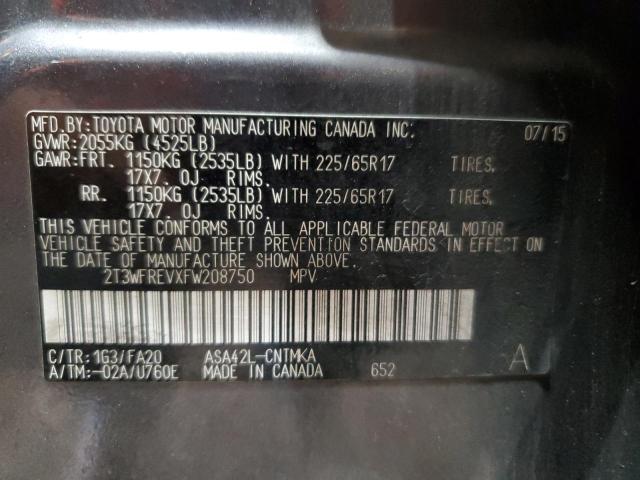 MFD.BY:TOYOTA MOTOR MANUFACTURING CANADA INC. 07/15
GVWR:2055KG (4525LB)
GAWR:FRT. 1150KG (2535LB) WITH 225/65R17 TIRES,
17X7.0J RIMS,
RR. 1150KG (2535LB) WITH 225/65R17 TIRES,
17X7.0J RIMS.
THIS VEHICLE CONFORMS TO ALL APPLICABLE FEDERAL MOTOR
VEHICLE SAFETY AND THEFT PREVENTION STANDARDS IN EFFECT ON
THE DATE OF MANUFACTURE SHOWN ABOVE.
2T3WFREVXFW208750 MPV
C/TR:1G3/FA20 ASA42L-CNTMKA
A/TM:-02A/U760E MADE IN CANADA 652 A